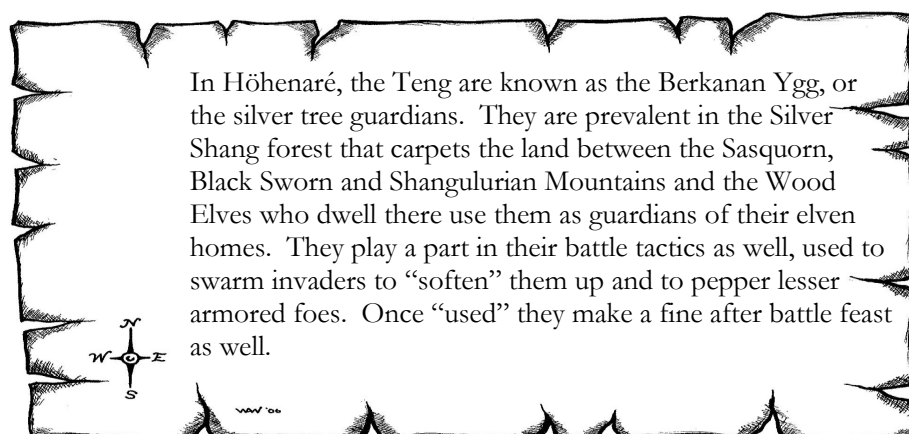 In Höhenaré, the Teng are known as the Berkanan Ygg, or
the silver tree guardians.  They are prevalent in the Silver
Shang forest that carpets the land between the Sasquorn,
Black Sworn and Shangulurian Mountains and the Wood
Elves who dwell there use them as guardians of their elven
homes.  They play a part in their battle tactics as well, used to
swarm invaders to “soften” them up and to pepper lesser
armored foes.  Once “used” they make a fine after battle feast
as well.
N
W C E
S